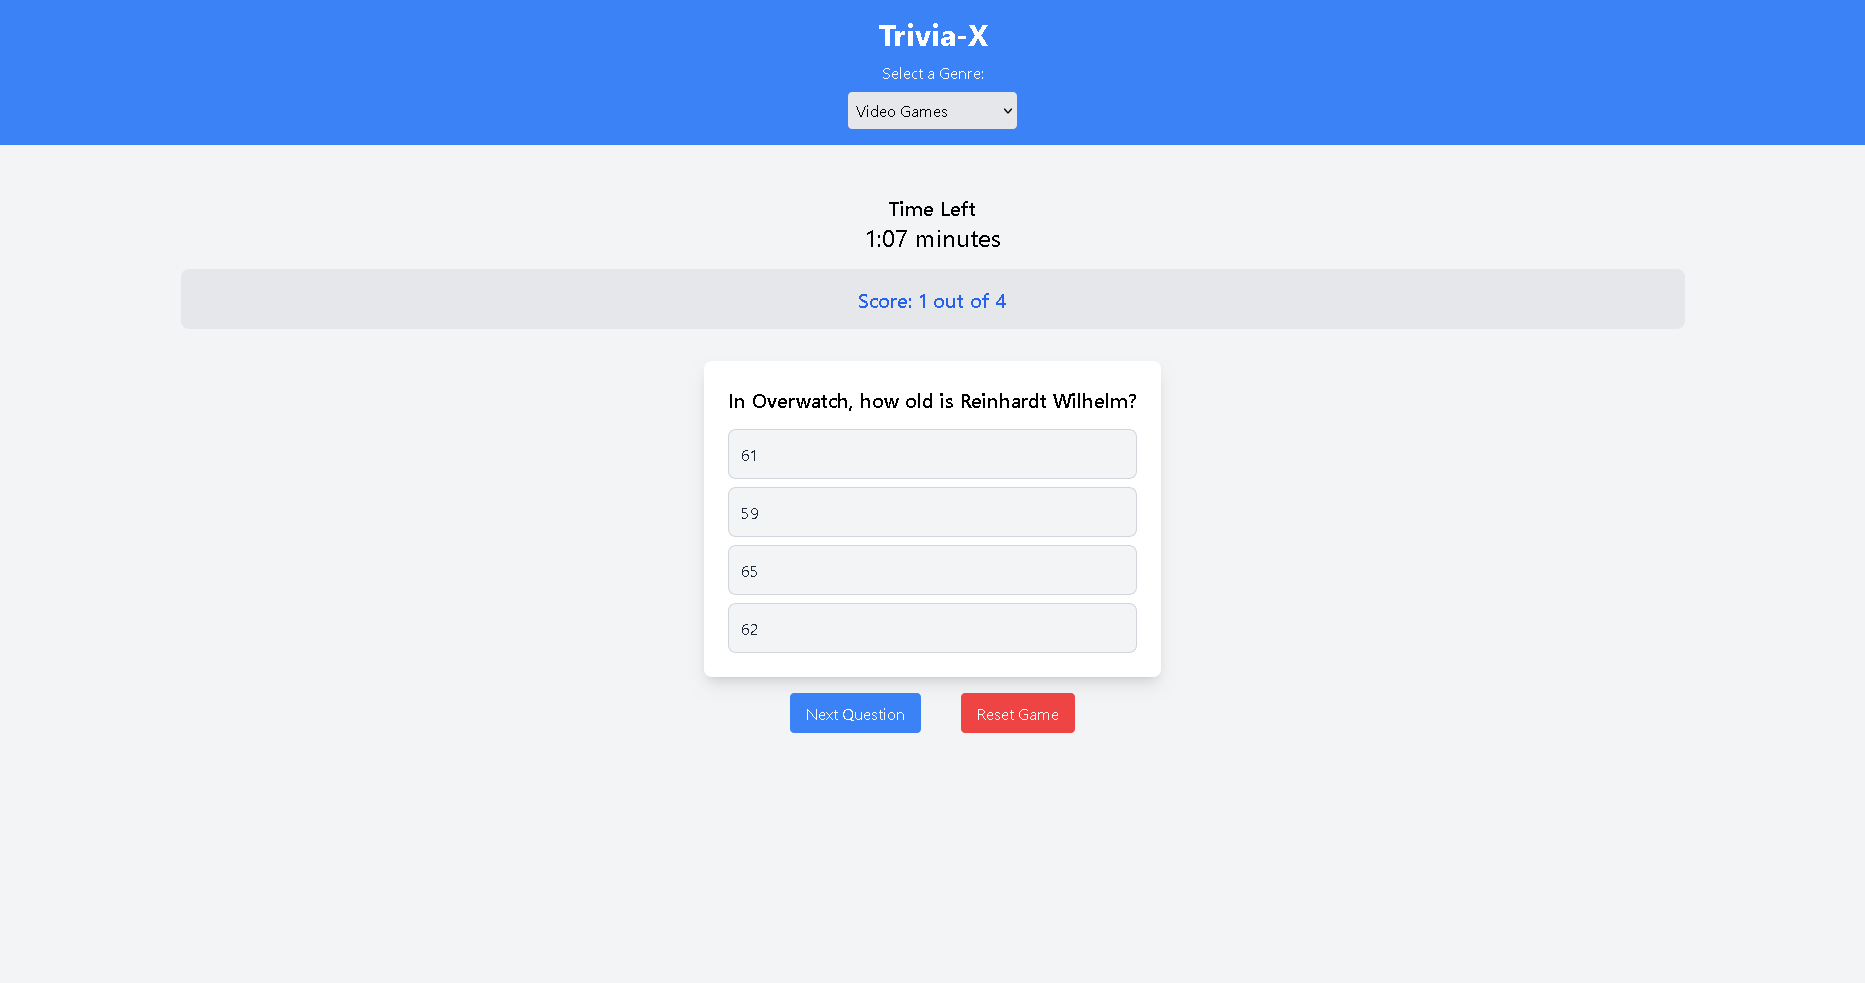 Trivia-X
Select a Genre:
Video Games
Time Left
1:07 minutes
Score: 1 out of 4
In Overwatch, how old is Reinhardt Wilhelm?
61
59
65
62
Next Question
Reset Game